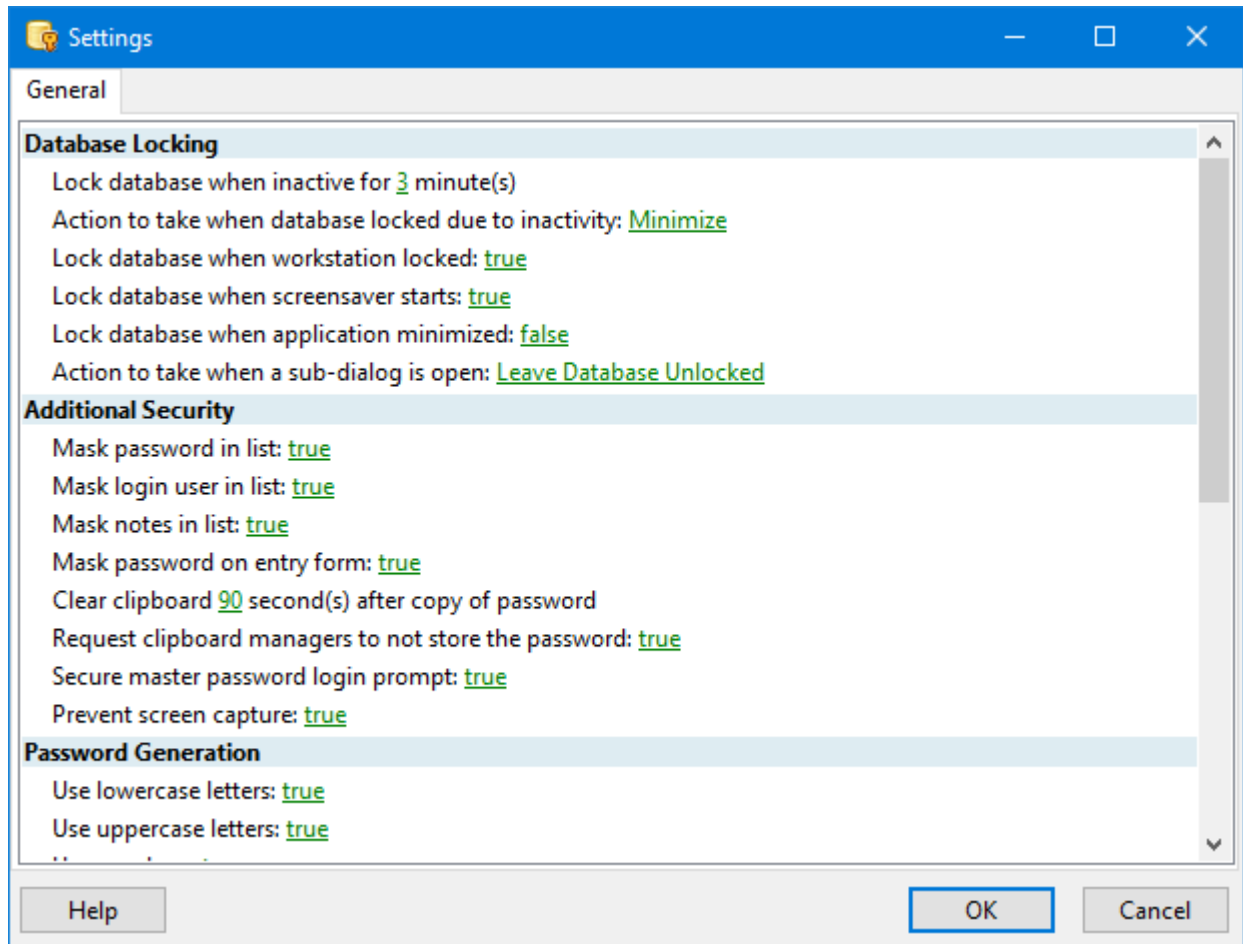 Settings
General
Database Locking
Lock database when inactive for 3 minute(s)
Action to take when database locked due to inactivity: Minimize
Lock database when workstation locked: true
Lock database when screensaver starts: true
Lock database when application minimized: false
Action to take when a sub-dialog is open: Leave Database Unlocked
Additional Security
Mask password in list: true
Mask login user in list: true
Mask notes in list: true
Mask password on entry form: true
Clear clipboard 90 second(s) after copy of password
Request clipboard managers to not store the password: true
Secure master password login prompt: true
Prevent screen capture: true
Password Generation
Use lowercase letters: true
Use uppercase letters: true
Help
OK
Cancel